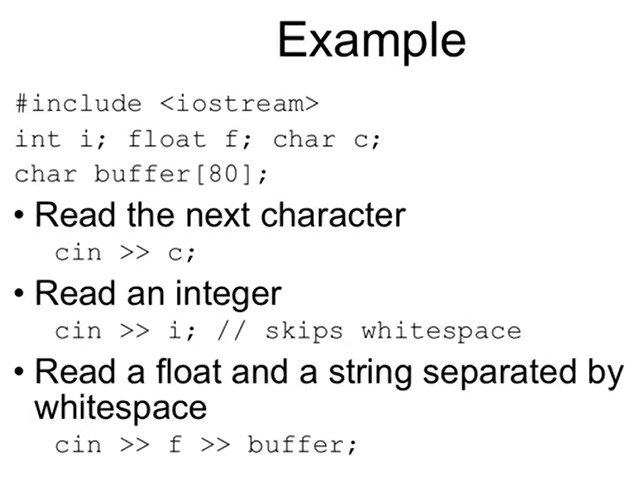 Example
#include <iostream>
int i; float f; char c;
char buffer[80];
• Read the next character
cin >> c;
• Read an integer
cin >> i; // skips whitespace
• Read a float and a string separated by
whitespace
cin >> f >> buffer;